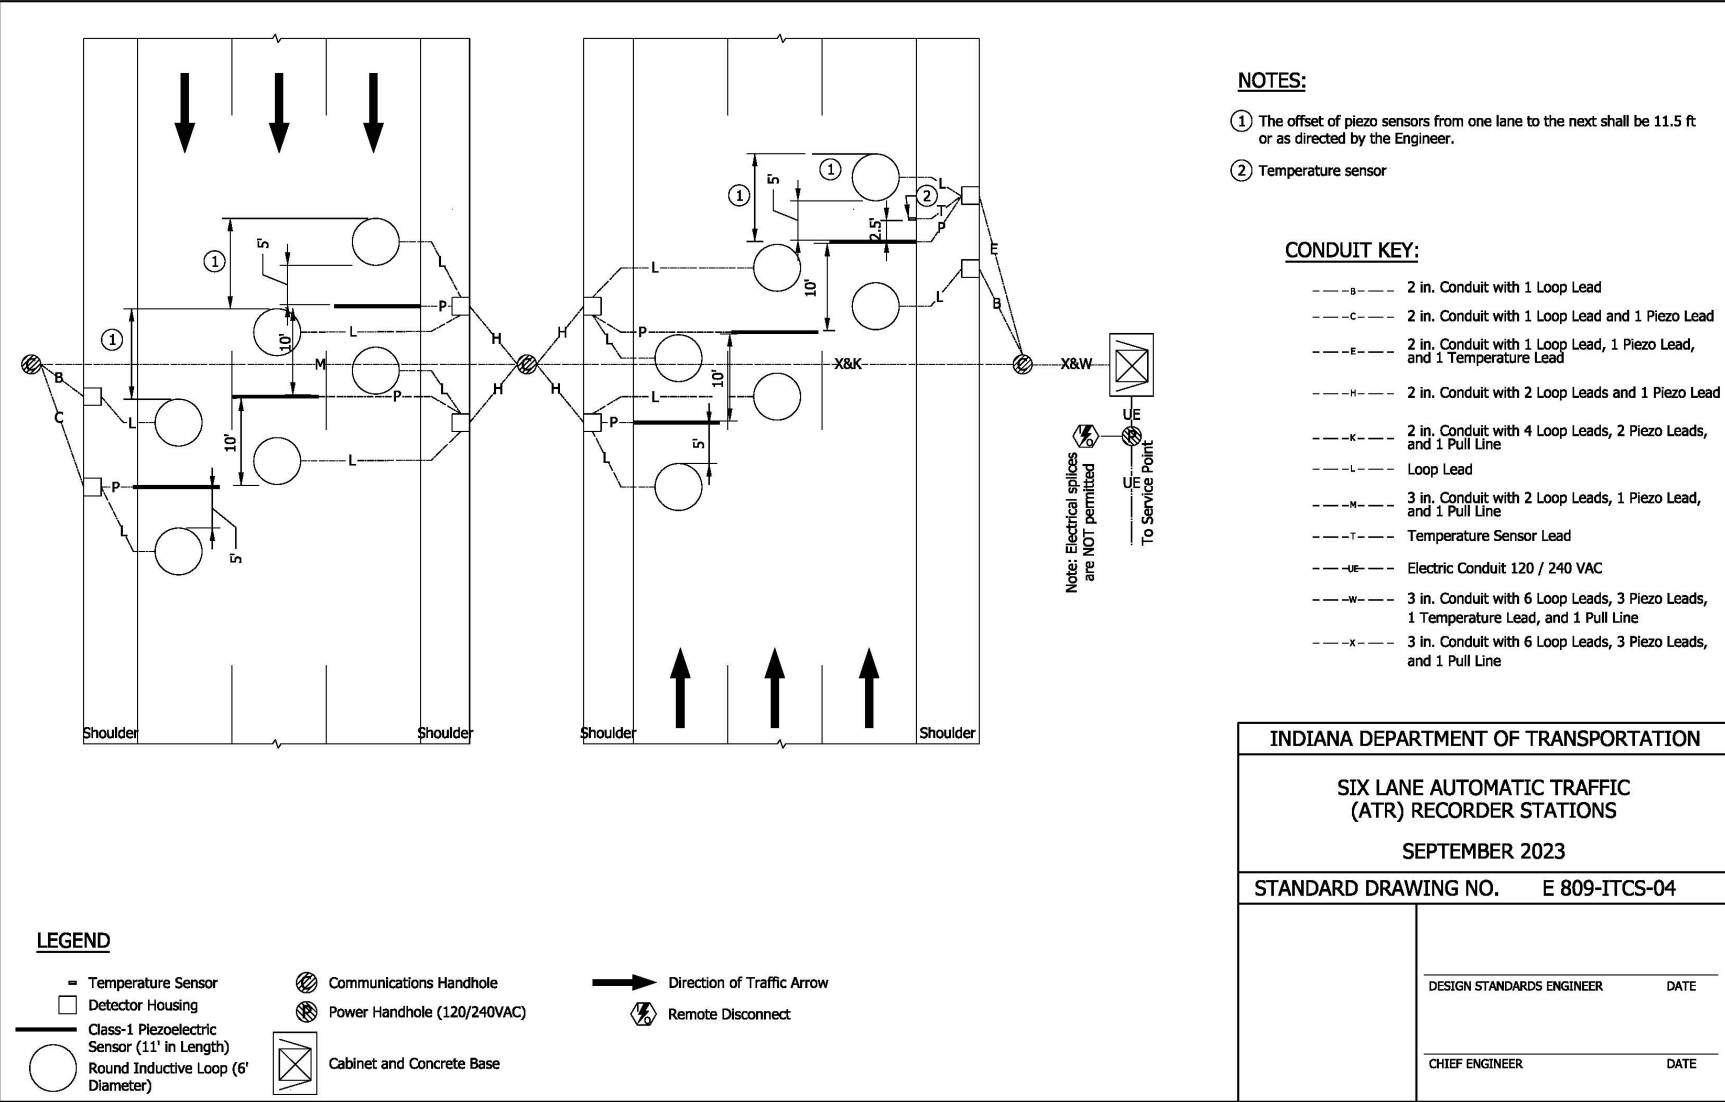 NOTES:
1 The offset of piezo sensors from one lane to the next shall be 11.5 ft
or as directed by the Engineer.
2 Temperature sensor
CONDUIT KEY:
B 2 in. Conduit with 1 Loop Lead
C 2 in. Conduit with 1 Loop Lead and 1 Piezo Lead
E 2 in. Conduit with 1 Loop Lead, 1 Piezo Lead,
and 1 Temperature Lead
H 2 in. Conduit with 2 Loop Leads and 1 Piezo Lead
K 2 in. Conduit with 4 Loop Leads, 2 Piezo Leads,
and 1 Pull Line
L Loop Lead
M 3 in. Conduit with 2 Loop Leads, 1 Piezo Lead,
and 1 Pull Line
T Temperature Sensor Lead
UE Electric Conduit 120 / 240 VAC
W 3 in. Conduit with 6 Loop Leads, 3 Piezo Leads,
1 Temperature Lead, and 1 Pull Line
X 3 in. Conduit with 6 Loop Leads, 3 Piezo Leads,
and 1 Pull Line
1
5'
L
1
P
10'
L
H
1
C
B
M
C
L
P
H
L
10'
L
P
L
5'
Shoulder
Shoulder
C
H
H
L
P
L
L
P
L
10'
5'
1
5'
1
L
2
T
P
2.5'
10'
L
E
B
X&K
C
X&W
UE
P
UE
Note: Electrical splices
are NOT permitted
To Service Point
Shoulder
Shoulder
INDIANA DEPARTMENT OF TRANSPORTATION
SIX LANE AUTOMATIC TRAFFIC
(ATR) RECORDER STATIONS
SEPTEMBER 2023
STANDARD DRAWING NO. E 809-ITCS-04
DESIGN STANDARDS ENGINEER DATE
CHIEF ENGINEER DATE
LEGEND
Temperature Sensor
Detector Housing
Class-1 Piezoelectric
Sensor (11' in Length)
Round Inductive Loop (6'
Diameter)
C Communications Handhole
P Power Handhole (120/240VAC)
Cabinet and Concrete Base
Direction of Traffic Arrow
Remote Disconnect